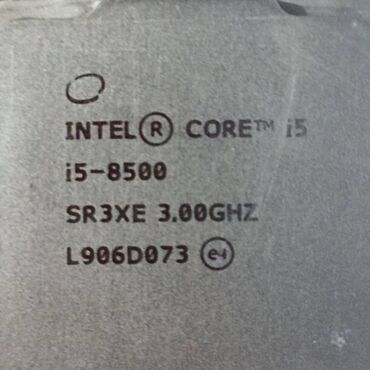 INTEL® CORE™ i5
i5-8500
SR3XE 3.00GHZ
L906D073 e4